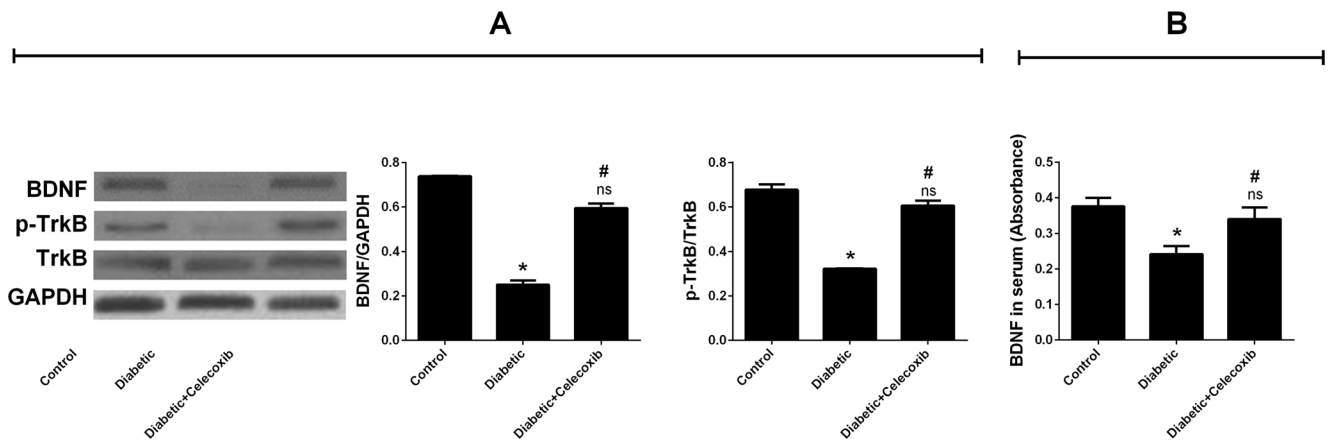 A
B
BDNF
p-TrkB
TrkB
GAPDH
Control
Diabetic
Diabetic+Celecoxib
BDNF/GAPDH
0.8
0.6
0.4
0.2
0.0
*
#
ns
Control
Diabetic
Diabetic+Celecoxib
p-TrkB/TrkB
0.8
0.6
0.4
0.2
0.0
*
#
ns
Control
Diabetic
Diabetic+Celecoxib
BDNF in serum (Absorbance)
0.5
0.4
0.3
0.2
0.1
0.0
*
#
ns
Control
Diabetic
Diabetic+Celecoxib